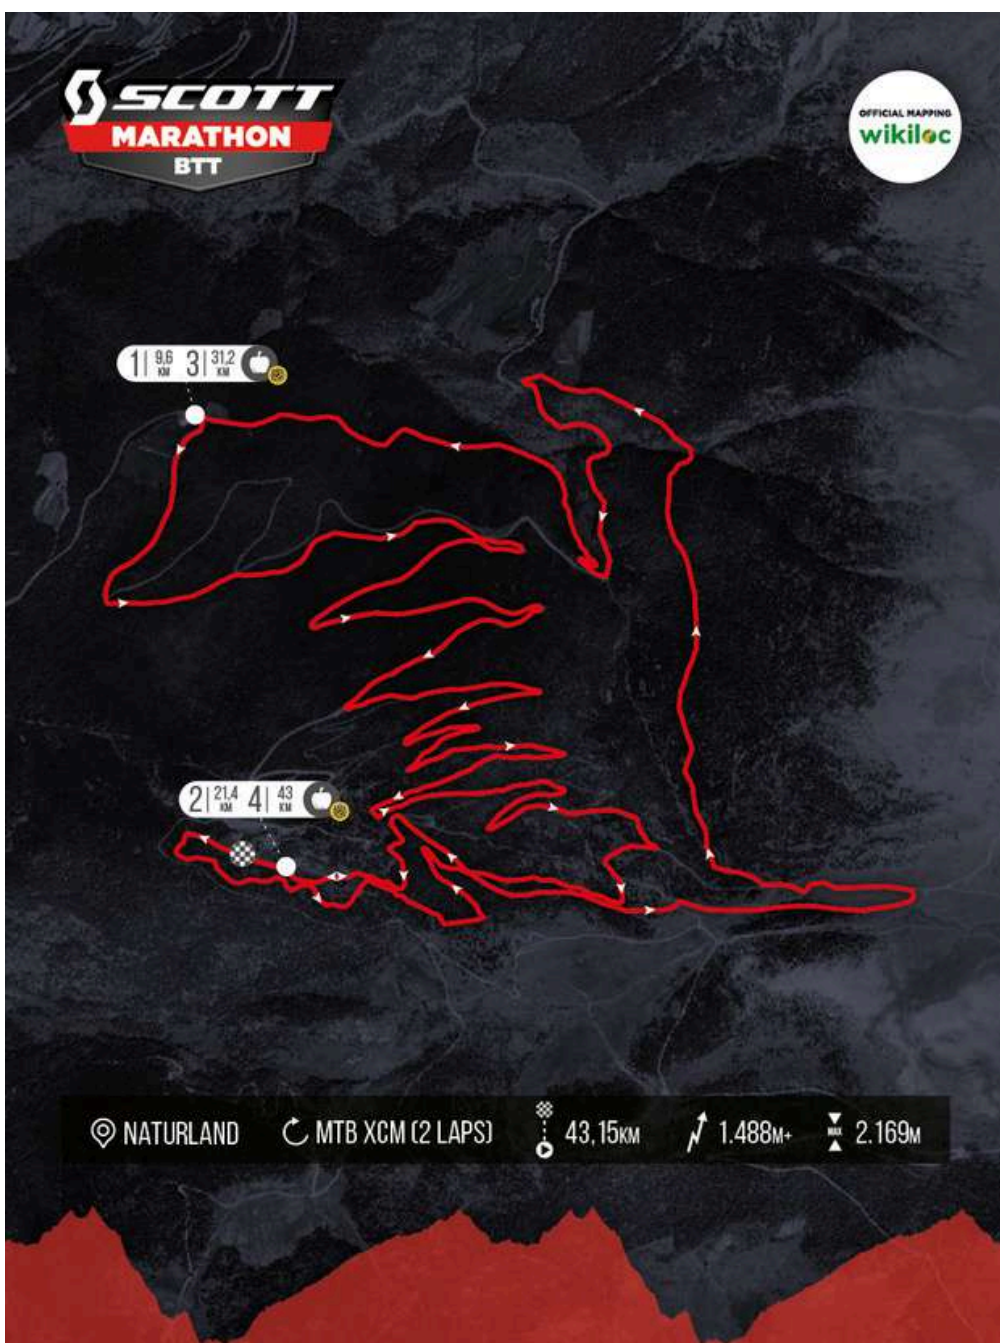 SCOTT
MARATHON
BTT
OFFICIAL MAPPING
wikiloc
1| 9,6 KM 3| 31,2 KM
2| 21,4 KM 4| 43 KM
NATURLAND MTB XCM (2 LAPS) 43,15KM 1.488M+ MAX 2.169M